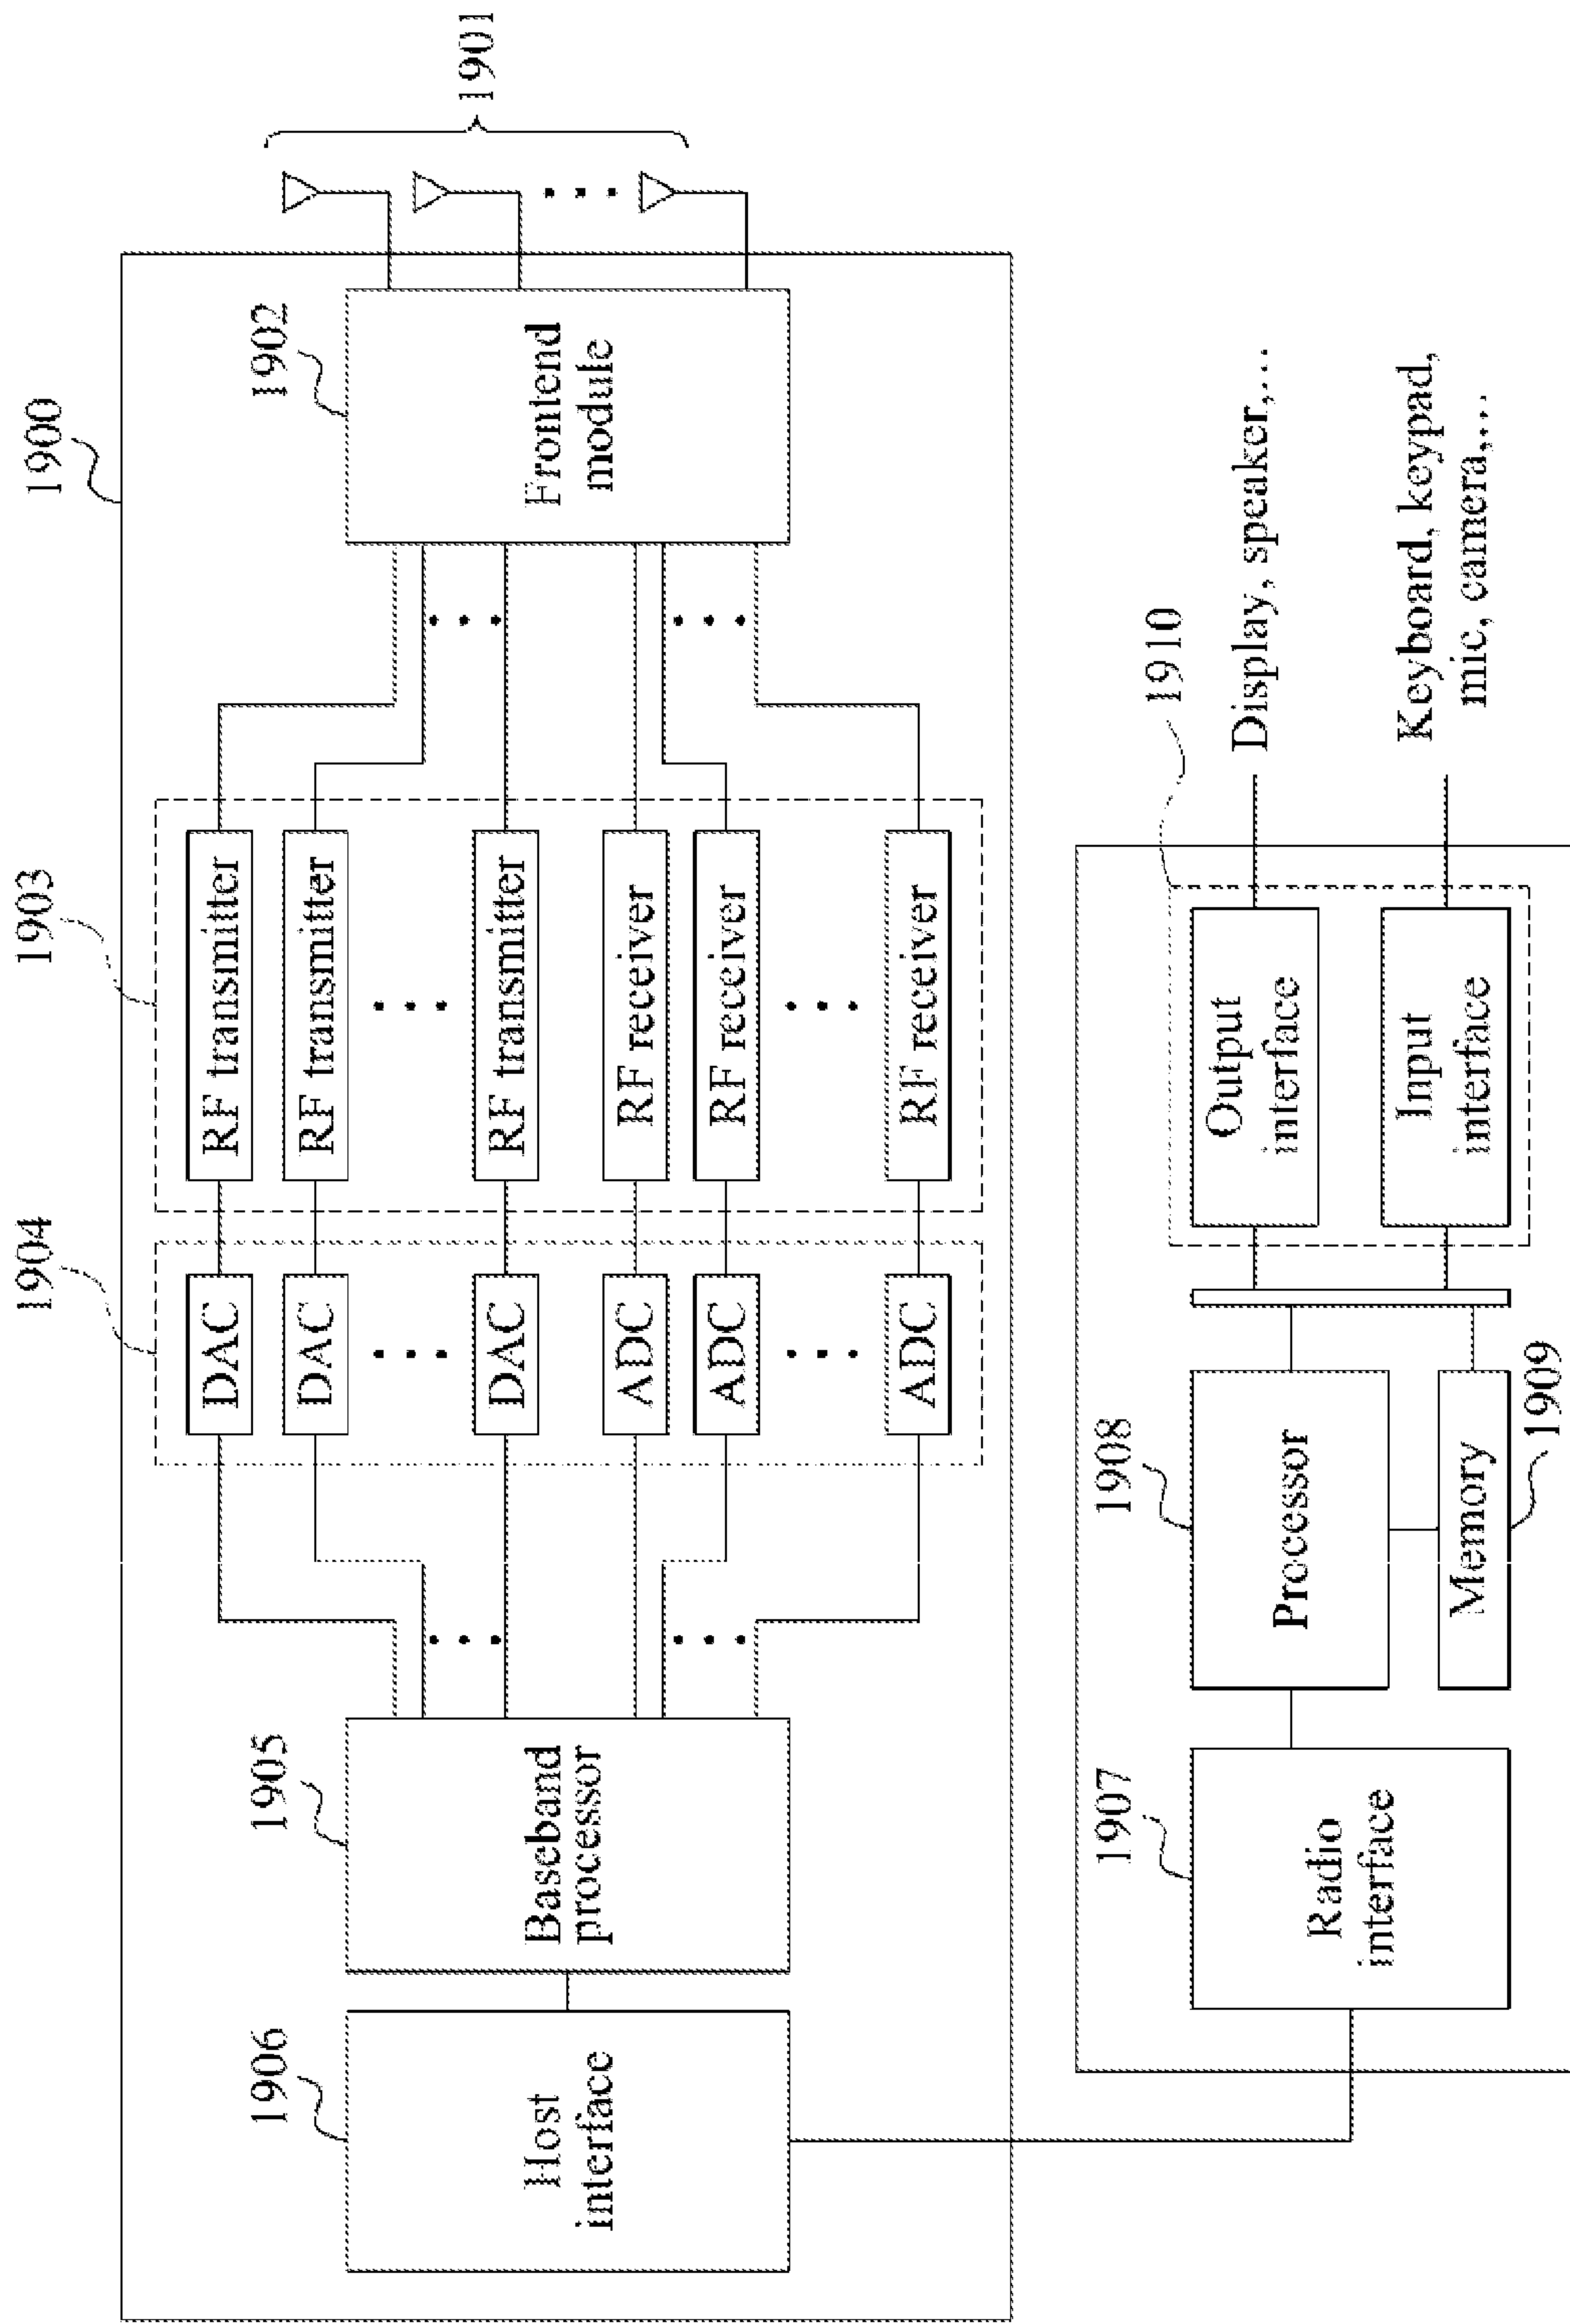 1900
1906
Host
interface
1905
Baseband
processor
1904
DAC
DAC
DAC
ADC
ADC
ADC
1903
RF transmitter
RF transmitter
RF transmitter
RF receiver
RF receiver
RF receiver
1902
Frontend
module
1901
1907
Radio
interface
1908
Processor
Memory
1909
1910
Output
interface
Input
interface
Display, speaker,...
Keyboard, keypad,
mic, camera,...